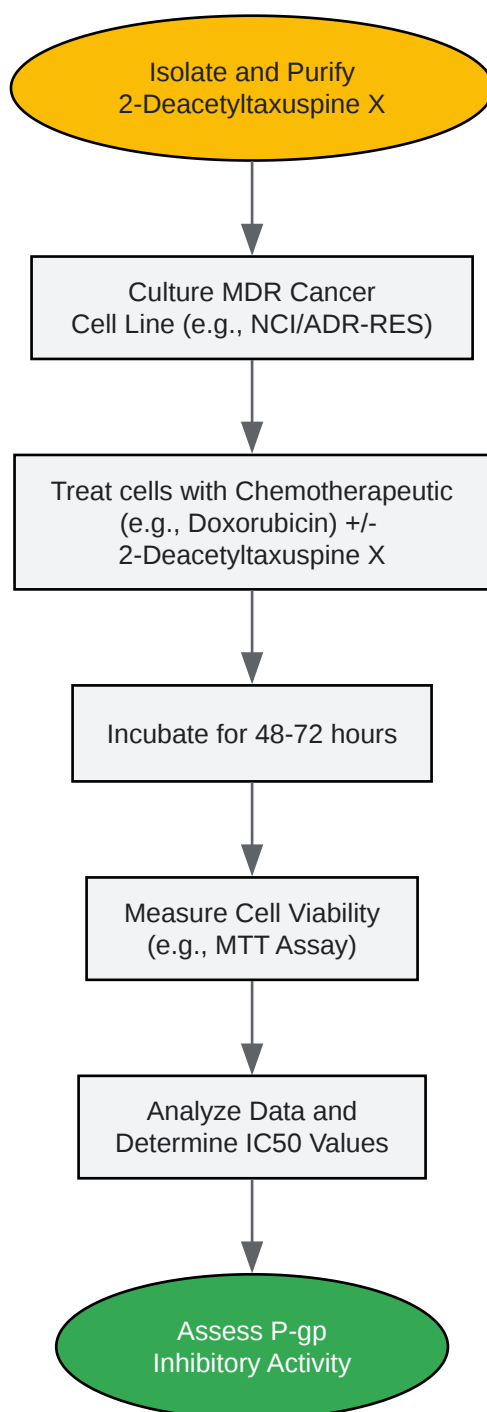 Isolate and Purify
2-Deacetyltaxuspine X
Culture MDR Cancer
Cell Line (e.g., NCI/ADR-RES)
Treat cells with Chemotherapeutic
(e.g., Doxorubicin) +/-
2-Deacetyltaxuspine X
Incubate for 48-72 hours
Measure Cell Viability
(e.g., MTT Assay)
Analyze Data and
Determine IC50 Values
Assess P-gp
Inhibitory Activity